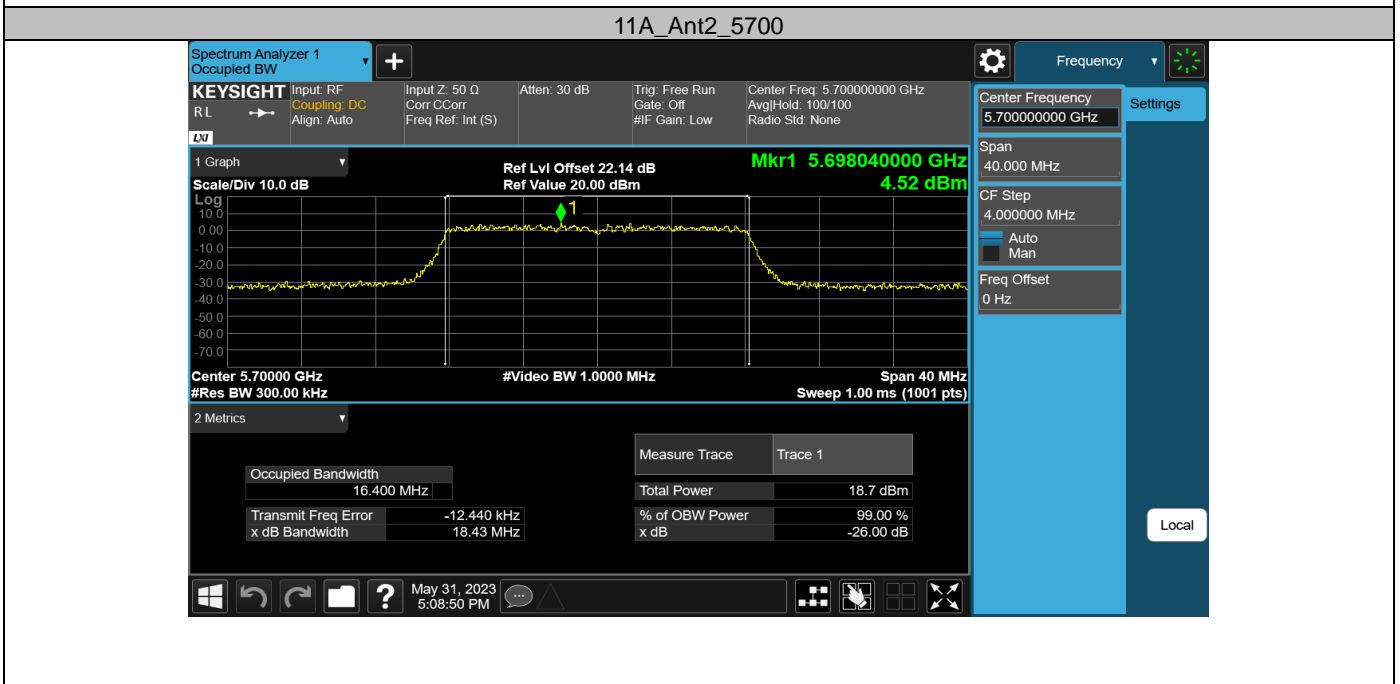 11A_Ant2_5700
Spectrum Analyzer 1
Occupied BW
+
Frequency
KEYSIGHT
RL
LXI
Input: RF
Coupling: DC
Align: Auto
Input Z: 50 Ω
Corr CCorr
Freq Ref: Int (S)
Atten: 30 dB
Trig: Free Run
Gate: Off
#IF Gain: Low
Center Freq: 5.700000000 GHz
Avg|Hold: 100/100
Radio Std: None
Center Frequency
5.700000000 GHz
Settings
Span
40.000 MHz
CF Step
4.000000 MHz
Auto
Man
Freq Offset
0 Hz
1 Graph
Scale/Div 10.0 dB
Ref Lvl Offset 22.14 dB
Ref Value 20.00 dBm
Mkr1 5.698040000 GHz
4.52 dBm
Log
10.0
0.00
-10.0
-20.0
-30.0
-40.0
-50.0
-60.0
-70.0
1
Center 5.70000 GHz
#Res BW 300.00 kHz
#Video BW 1.0000 MHz
Span 40 MHz
Sweep 1.00 ms (1001 pts)
2 Metrics
Measure Trace Trace 1
Occupied Bandwidth
16.400 MHz
Total Power 18.7 dBm
Transmit Freq Error -12.440 kHz
% of OBW Power 99.00 %
x dB Bandwidth 18.43 MHz
x dB -26.00 dB
Local
?
May 31, 2023
5:08:50 PM